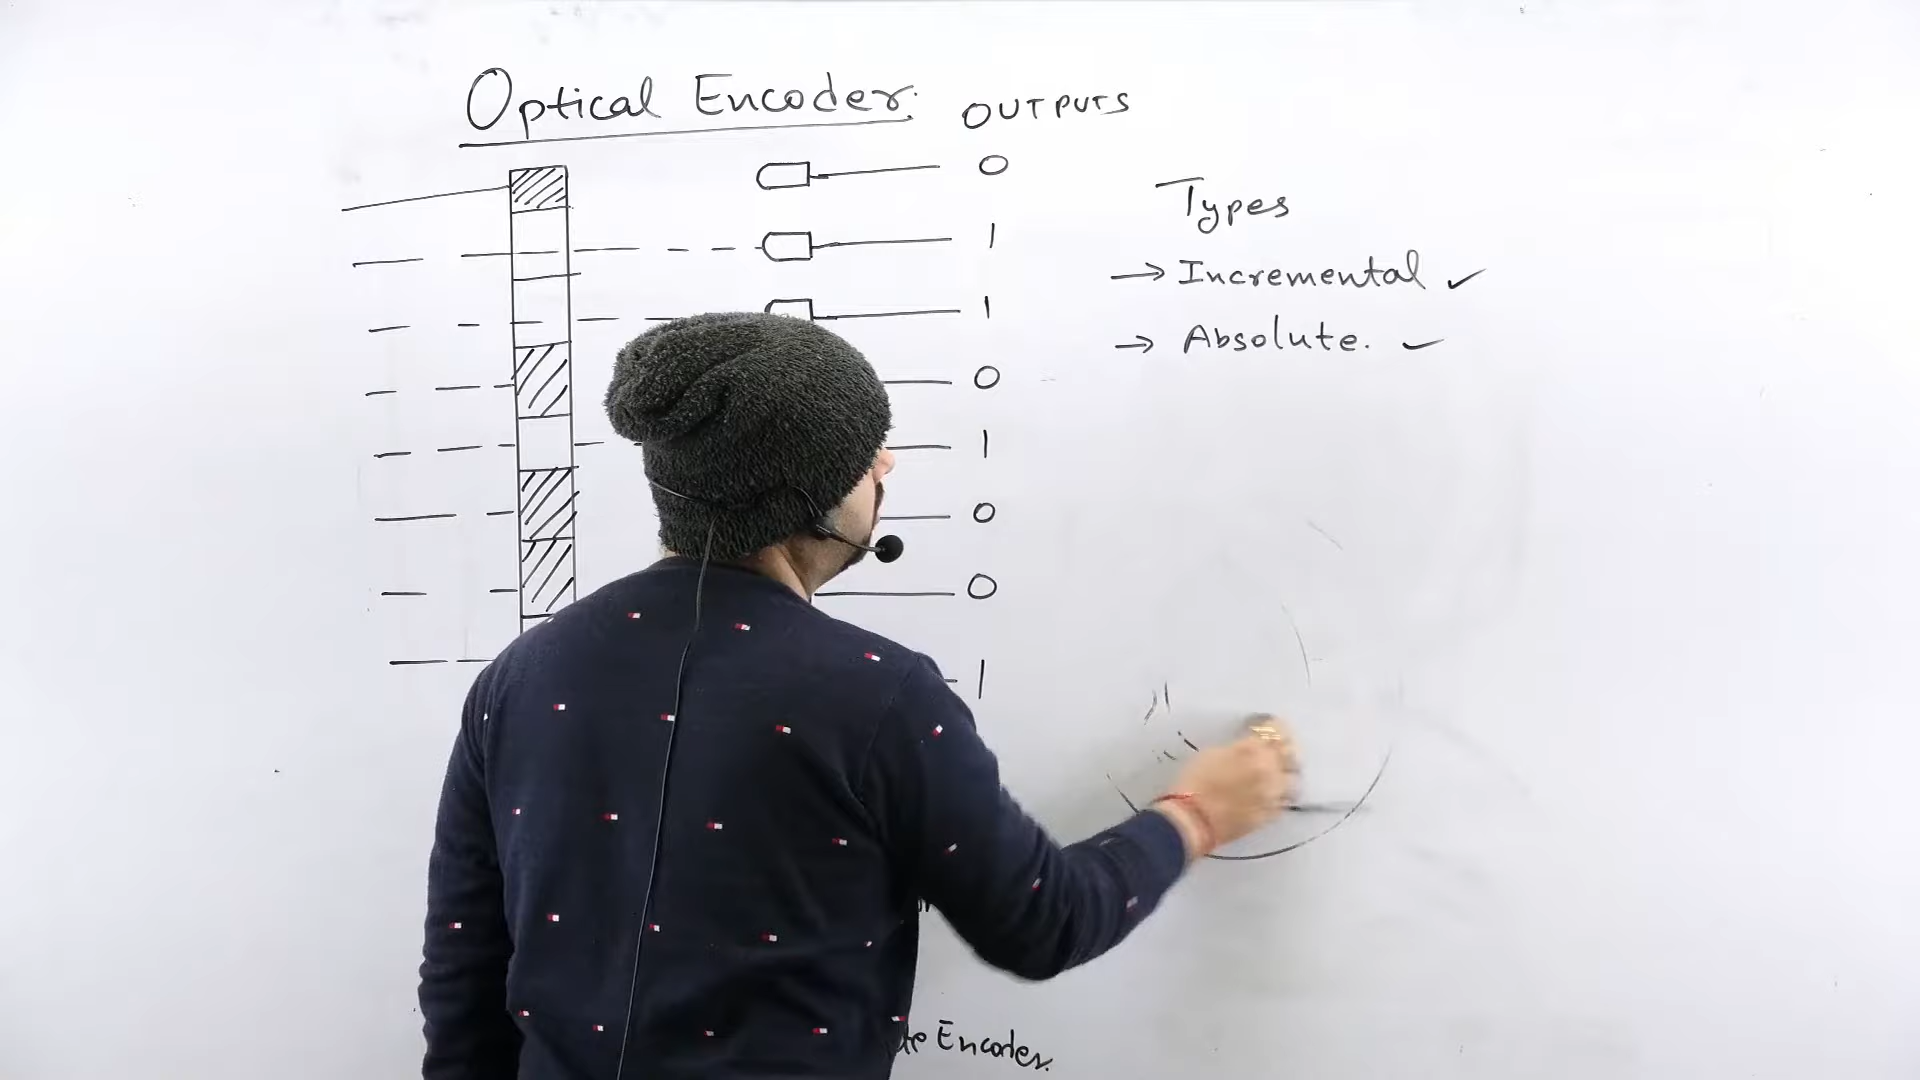 Optical Encoder.
OUTPUTS
0
1
1
0
1
0
0
1
Types
→ Incremental ✓
→ Absolute. ✓
Encoder.